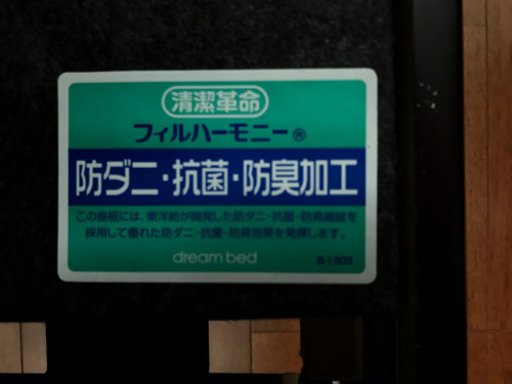 清潔革命
フィルハーモニー®
防ダニ・抗菌・防臭加工
この座板には、東洋紡が開発した防ダニ・抗菌・防臭繊維を
採用して優れた防ダニ・抗菌・防臭効果を発揮します。
dream bed
B-1303